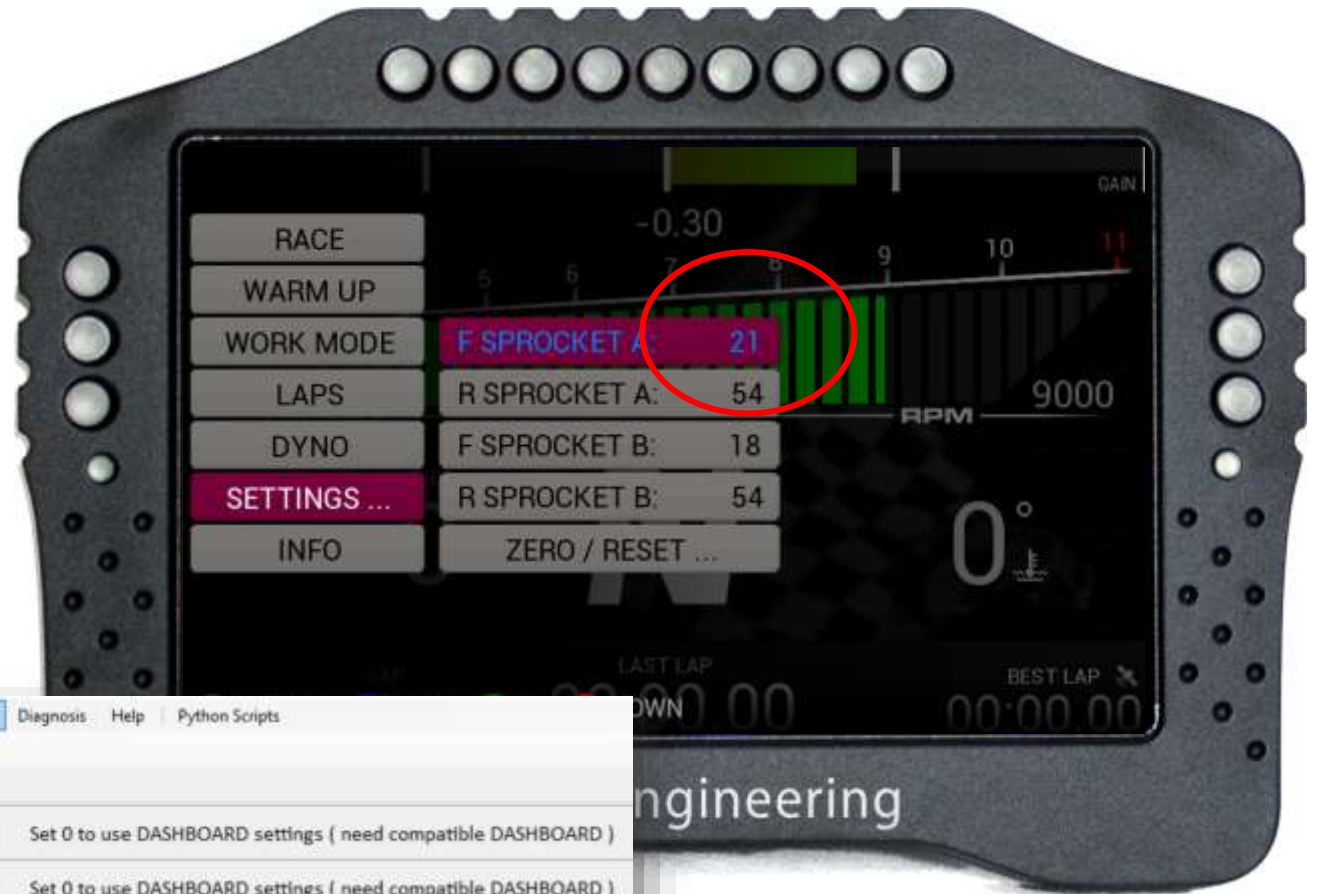 GAIN
-0.30
5 6 7 8 9 10 11
RACE
WARM UP
WORK MODE
LAPS
DYNO
SETTINGS ...
INFO
F SPROCKET A: 21
R SPROCKET A: 54
F SPROCKET B: 18
R SPROCKET B: 54
ZERO / RESET ...
9000
RPM
0°
LAP
LAST LAP
BEST LAP
OWN
00:00.00
ngineering
Diagnosis Help Python Scripts
Set 0 to use DASHBOARD settings ( need compatible DASHBOARD )
Set 0 to use DASHBOARD settings ( need compatible DASHBOARD )